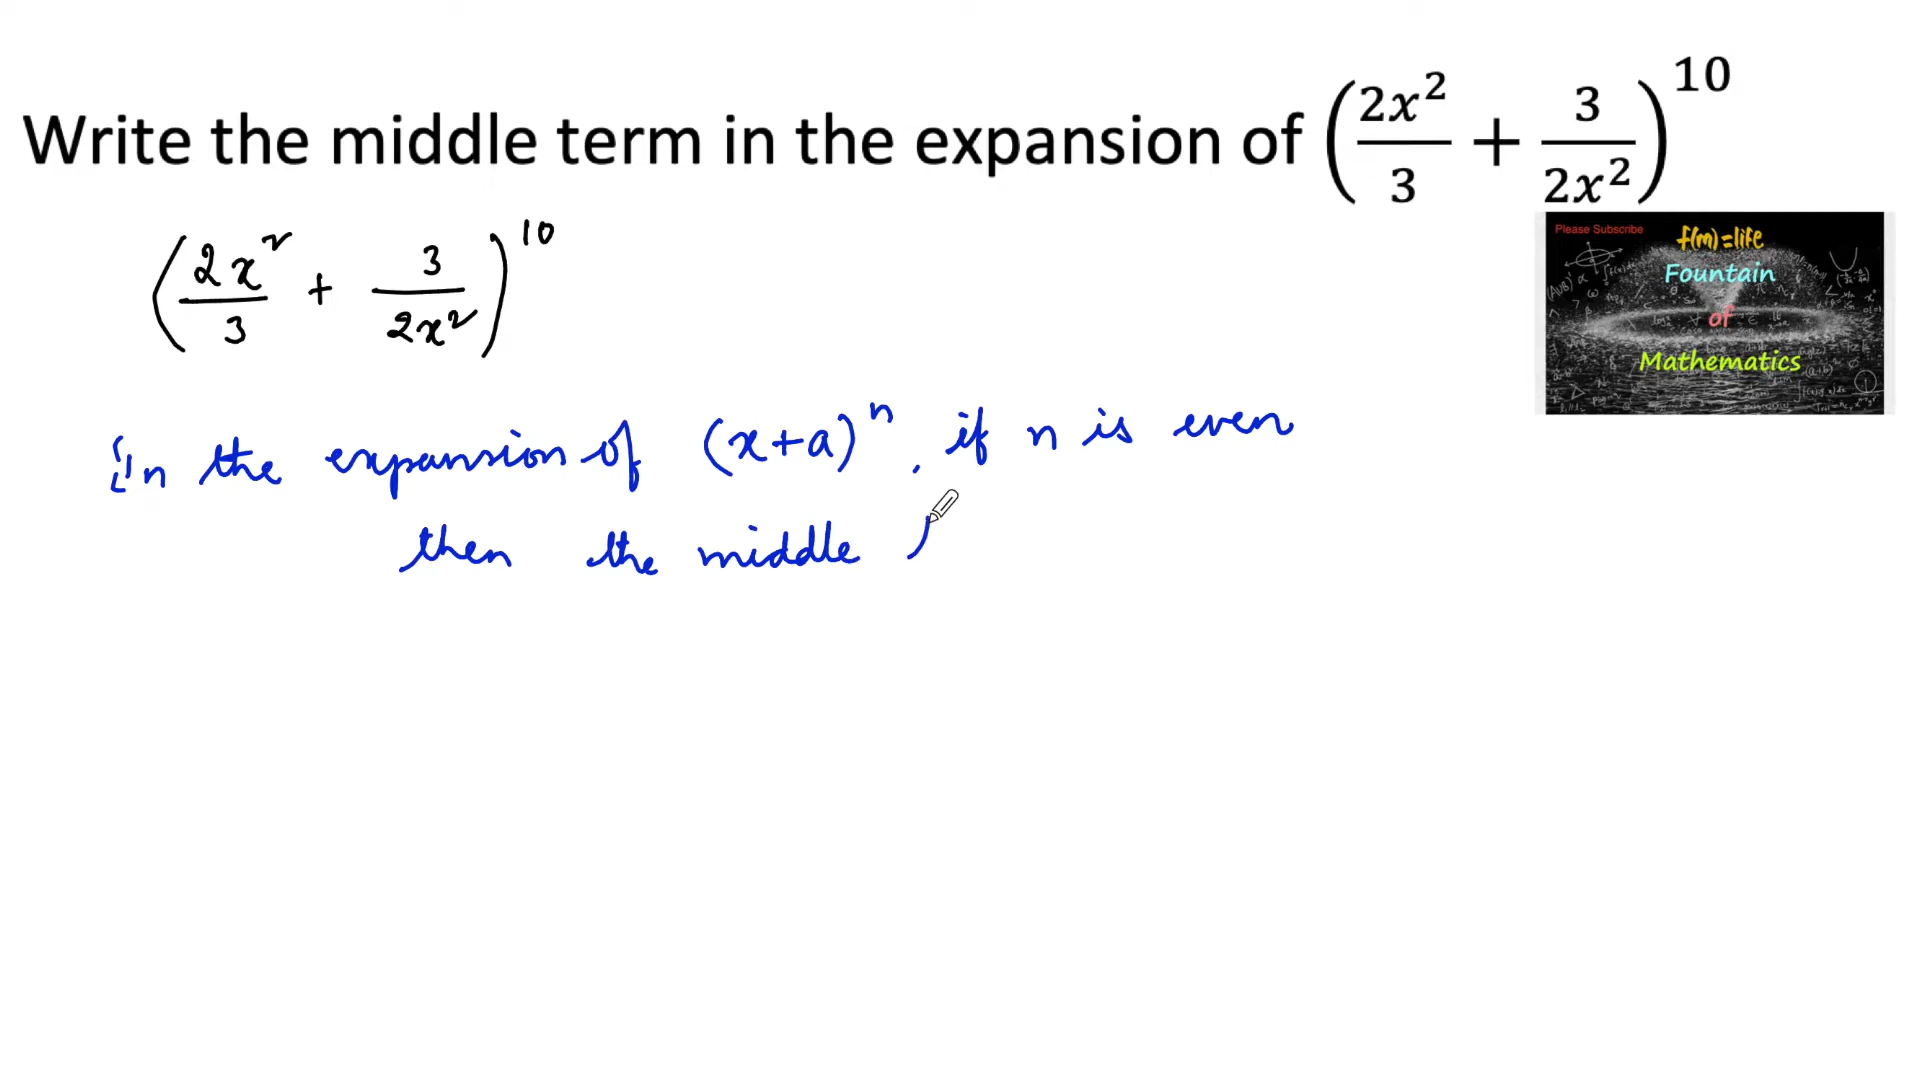 Write the middle term in the expansion of (2x²/3 + 3/2x²)¹⁰
(2x²/3 + 3/2x²)¹⁰
Please Subscribe
f(m)=life
Fountain
of
Mathematics
In the expansion of (x+a)ⁿ, if n is even
then the middle